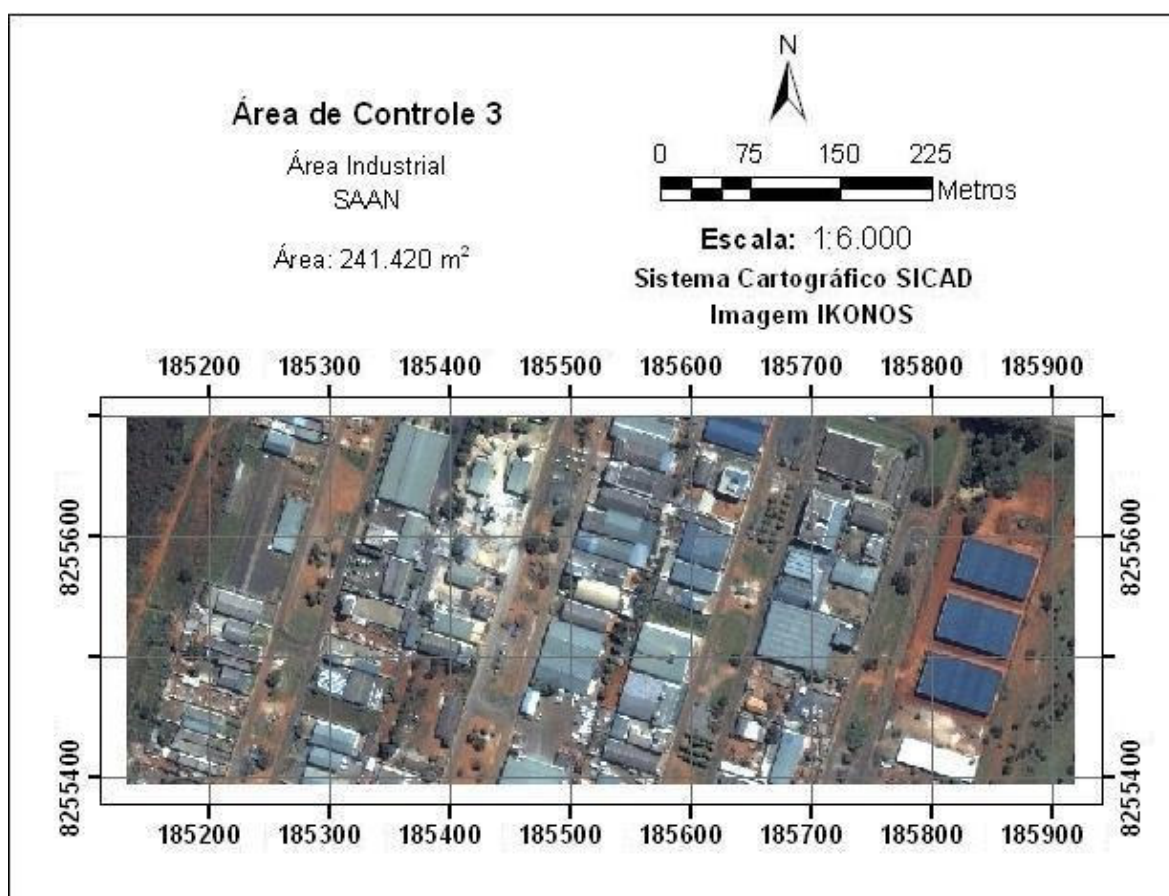 Área de Controle 3
Área Industrial
SAAN
Área: 241.420 m²
N
0 75 150 225
Metros
Escala: 1:6.000
Sistema Cartográfico SICAD
Imagem IKONOS
185200 185300 185400 185500 185600 185700 185800 185900
8255600 8255600
8255400 8255400
185200 185300 185400 185500 185600 185700 185800 185900